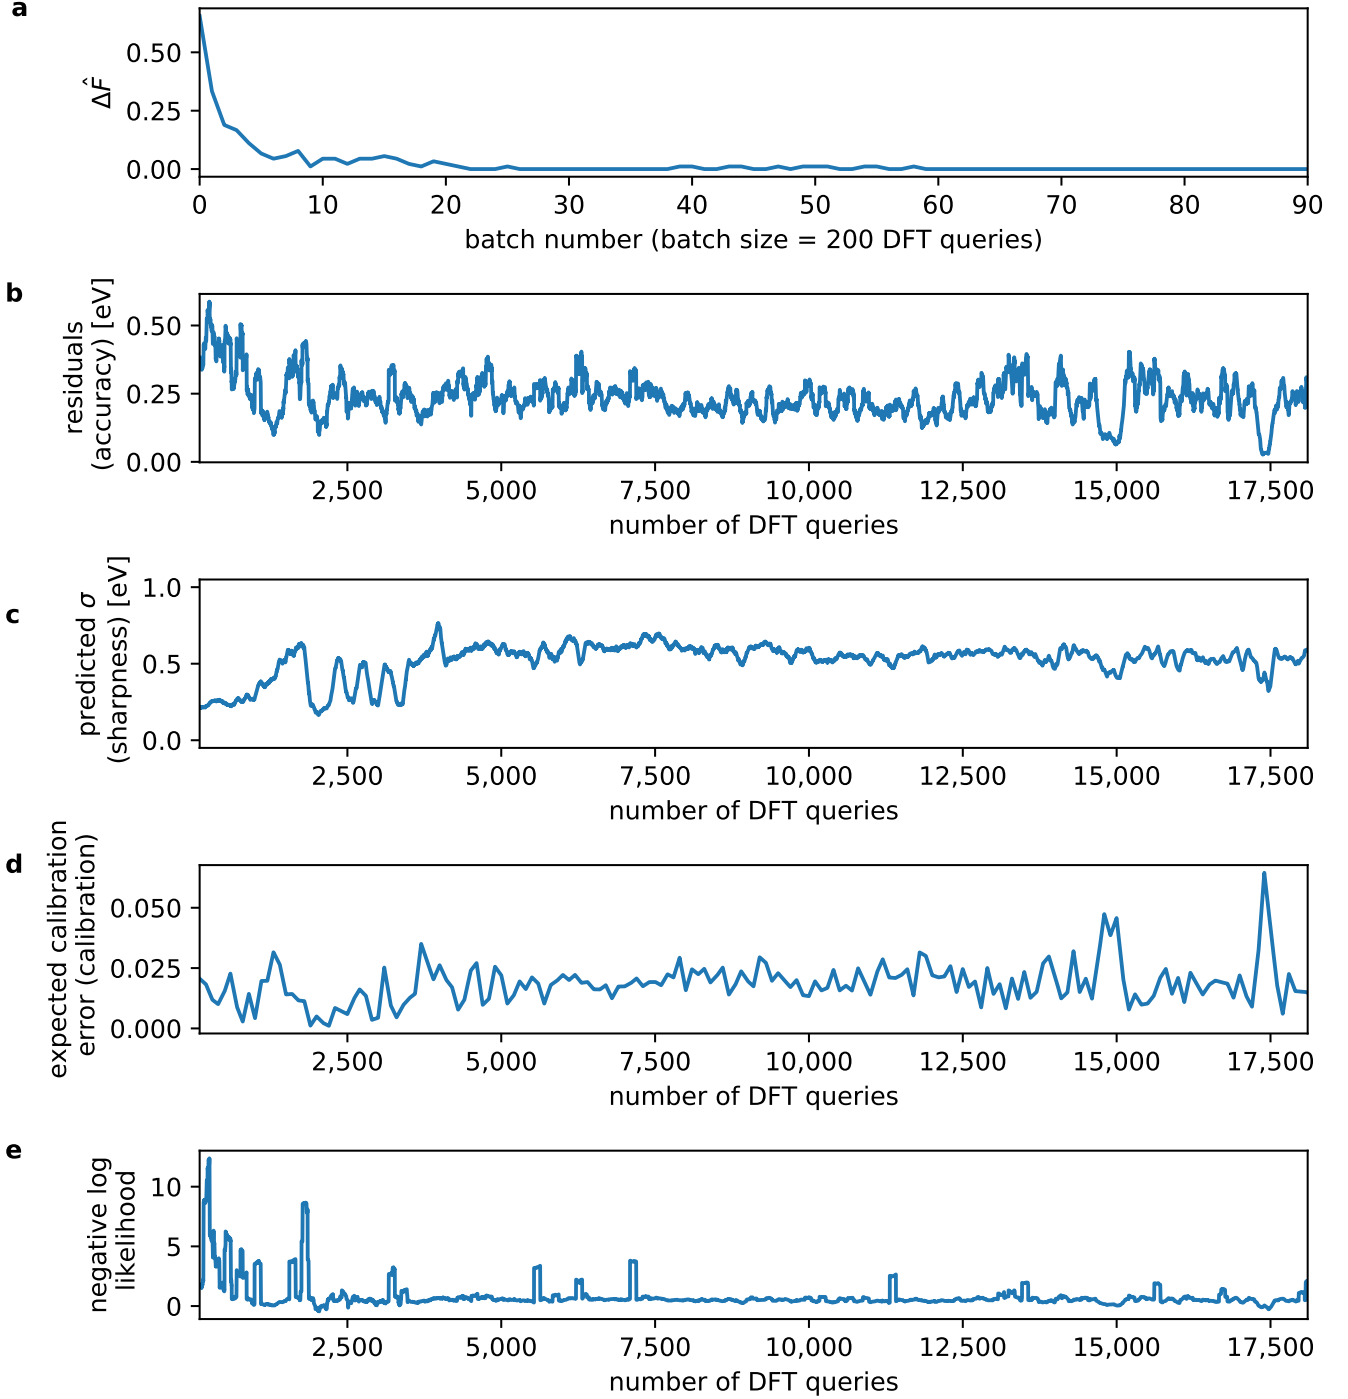 a
0.50
0.25
0.00
ΔF̂
0 10 20 30 40 50 60 70 80 90
batch number (batch size = 200 DFT queries)
b
residuals
(accuracy) [eV]
0.50
0.25
0.00
2,500 5,000 7,500 10,000 12,500 15,000 17,500
number of DFT queries
c
predicted σ
(sharpness) [eV]
1.0
0.5
0.0
2,500 5,000 7,500 10,000 12,500 15,000 17,500
number of DFT queries
d
expected calibration
error (calibration)
0.050
0.025
0.000
2,500 5,000 7,500 10,000 12,500 15,000 17,500
number of DFT queries
e
negative log
likelihood
10
5
0
2,500 5,000 7,500 10,000 12,500 15,000 17,500
number of DFT queries